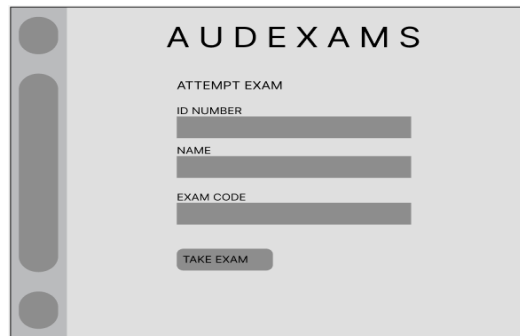 AUDEXAMS
ATTEMPT EXAM
ID NUMBER
NAME
EXAM CODE
TAKE EXAM